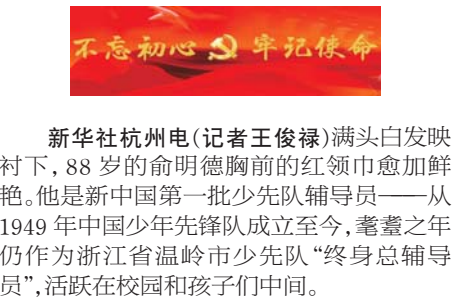 不忘初心 牢记使命
新华社杭州电(记者王俊禄)满头白发映
衬下,88岁的俞明德胸前的红领巾愈加鲜
艳。他是新中国第一批少先队辅导员——从
1949年中国少年先锋队成立至今,耄耋之年
仍作为浙江省温岭市少先队“终身总辅导
员”,活跃在校园和孩子们中间。